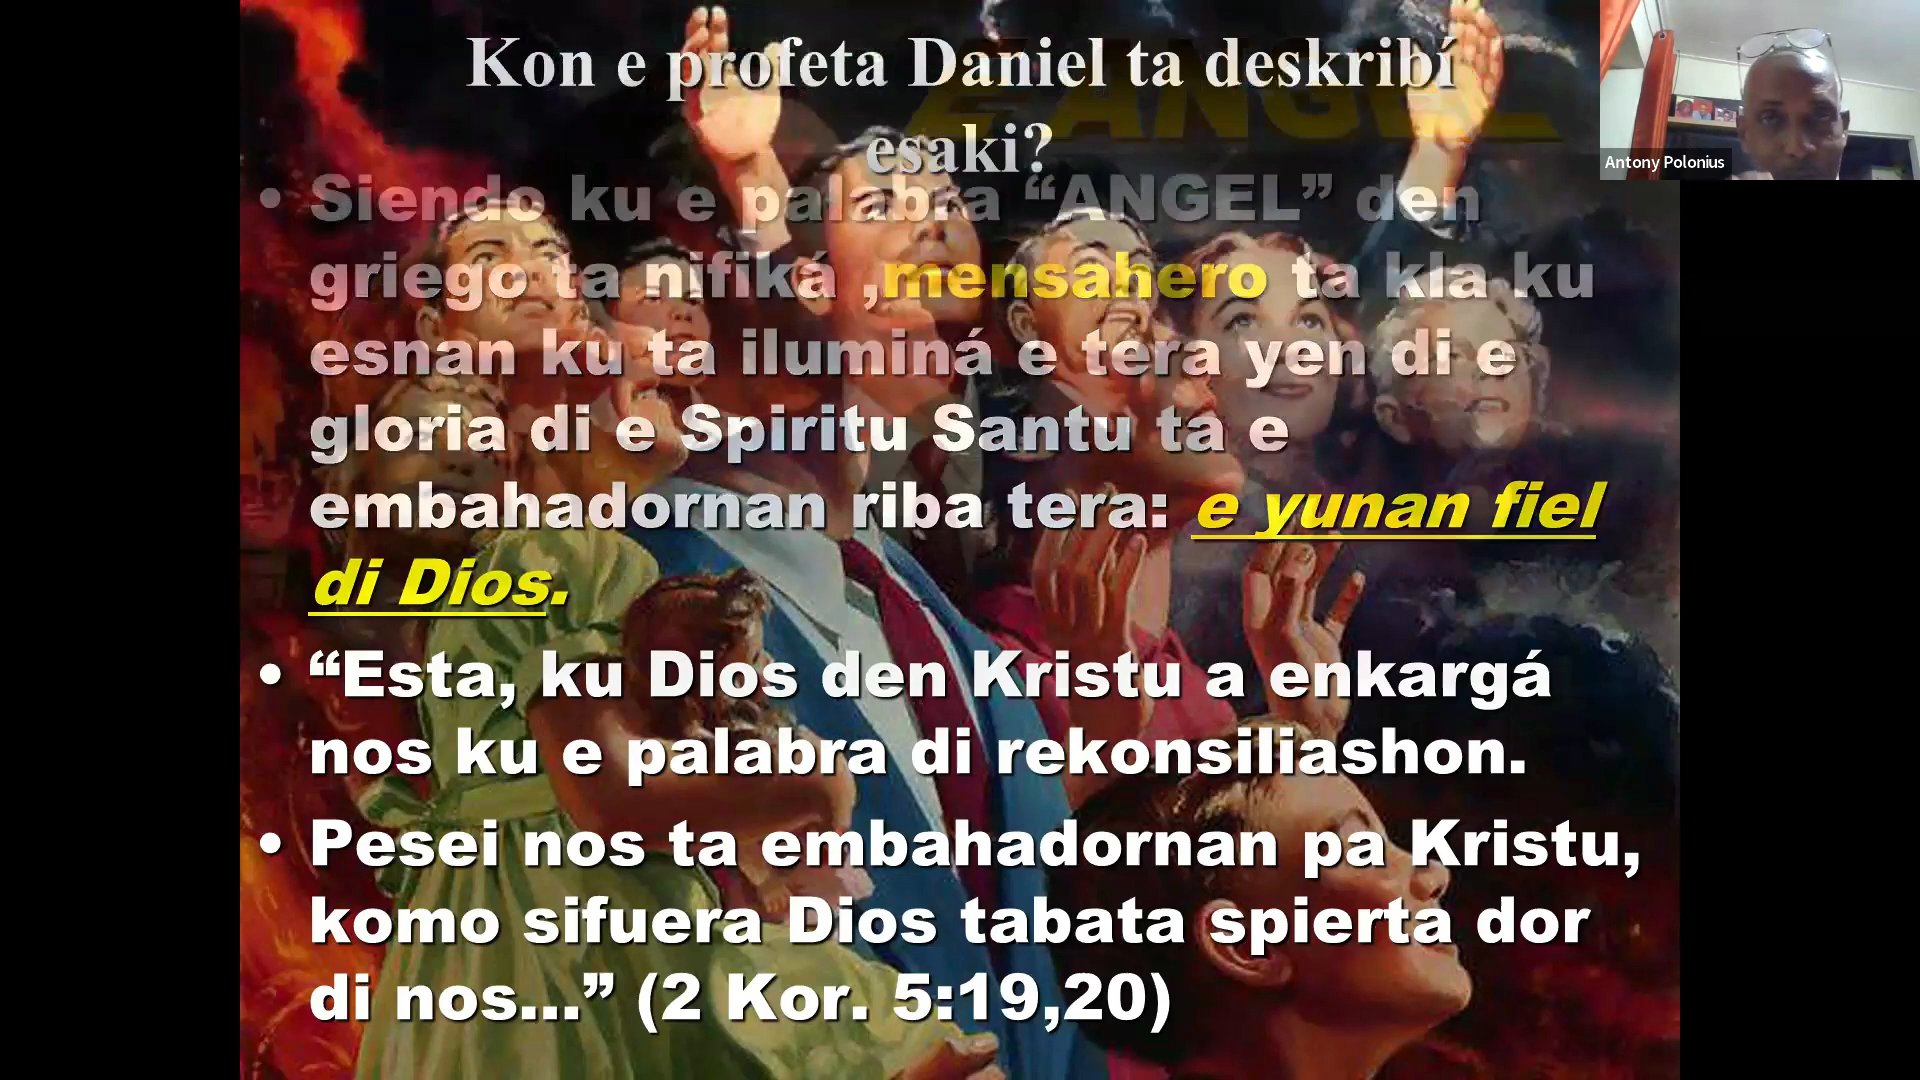 Kon e profeta Daniel ta deskribí
esaki?
E ANGEL
• Siendo ku e palabra “ANGEL” den
griego ta nifiká ,mensahero ta kla ku
esnan ku ta iluminá e tera yen di e
gloria di e Spiritu Santu ta e
embahadornan riba tera: e yunan fiel
di Dios.
• “Esta, ku Dios den Kristu a enkargá
nos ku e palabra di rekonsiliashon.
• Pesei nos ta embahadornan pa Kristu,
komo sifuera Dios tabata spierta dor
di nos...” (2 Kor. 5:19,20)
Antony Polonius